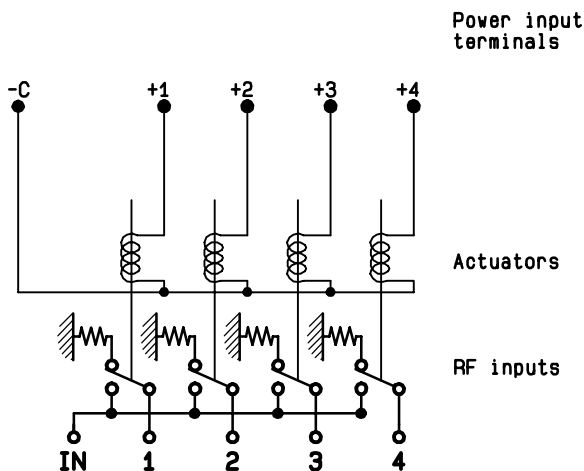 Power input
terminals
-C +1 +2 +3 +4
Actuators
RF inputs
IN 1 2 3 4